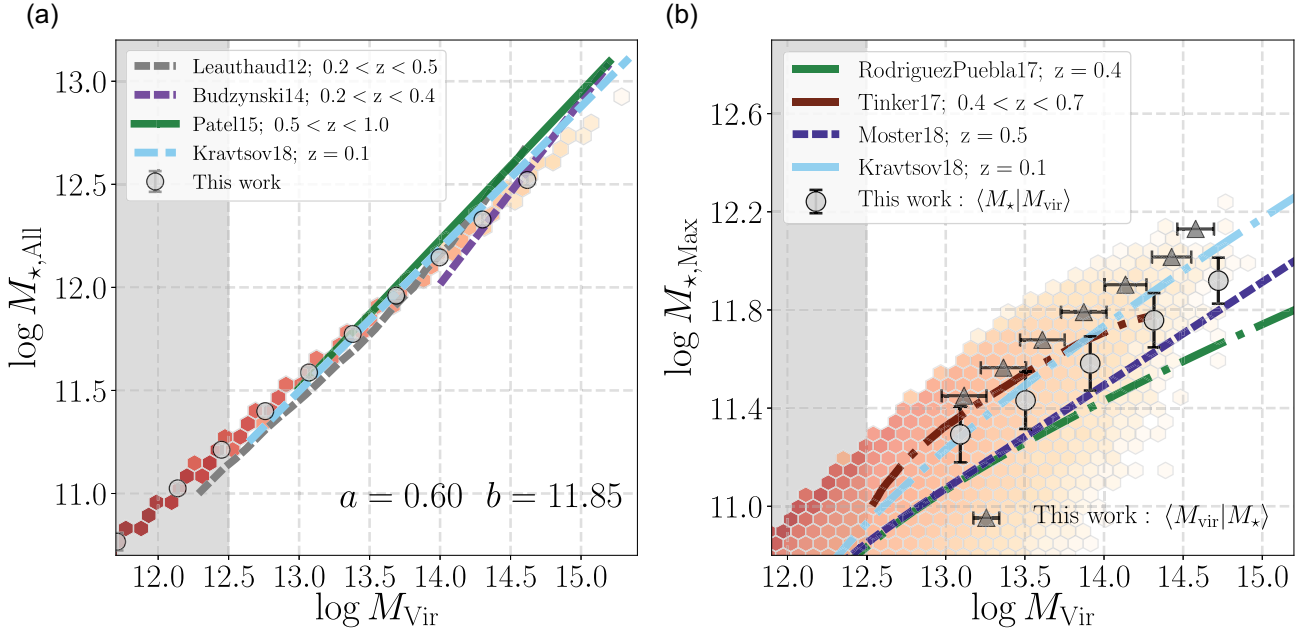 (a)
Leauthaud12; 0.2 < z < 0.5
Budzynski14; 0.2 < z < 0.4
Patel15; 0.5 < z < 1.0
Kravtsov18; z = 0.1
This work
a = 0.60 b = 11.85
13.0
12.5
12.0
11.5
11.0
log M⋆,All
12.0 12.5 13.0 13.5 14.0 14.5 15.0
log M_Vir
(b)
RodriguezPuebla17; z = 0.4
Tinker17; 0.4 < z < 0.7
Moster18; z = 0.5
Kravtsov18; z = 0.1
This work : ⟨M⋆|M_vir⟩
This work : ⟨M_vir|M⋆⟩
12.6
12.2
11.8
11.4
11.0
log M⋆,Max
12.0 12.5 13.0 13.5 14.0 14.5 15.0
log M_Vir